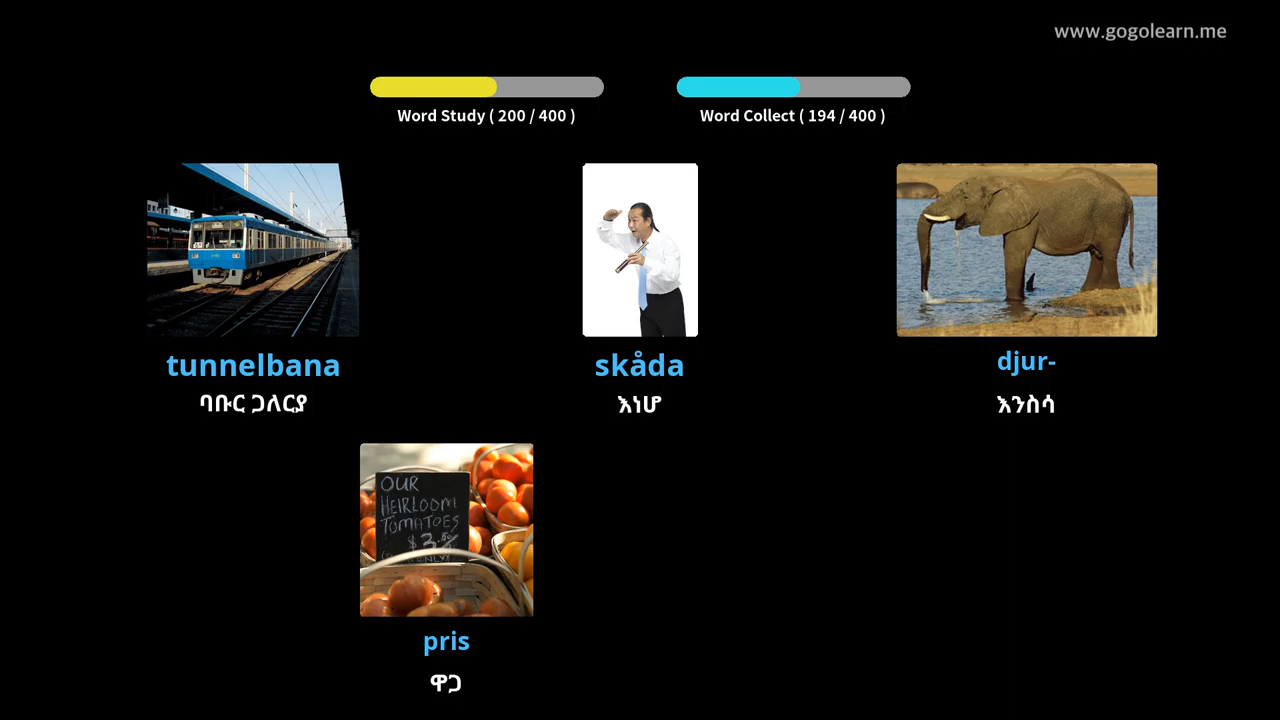 www.gogolearn.me
Word Study ( 200 / 400 )
Word Collect ( 194 / 400 )
tunnelbana
skåda
djur-
ባቡር ጋለርያ
እነሆ
እንስሳ
OUR
HEIRLOOM
TOMATOES
pris
ዋጋ